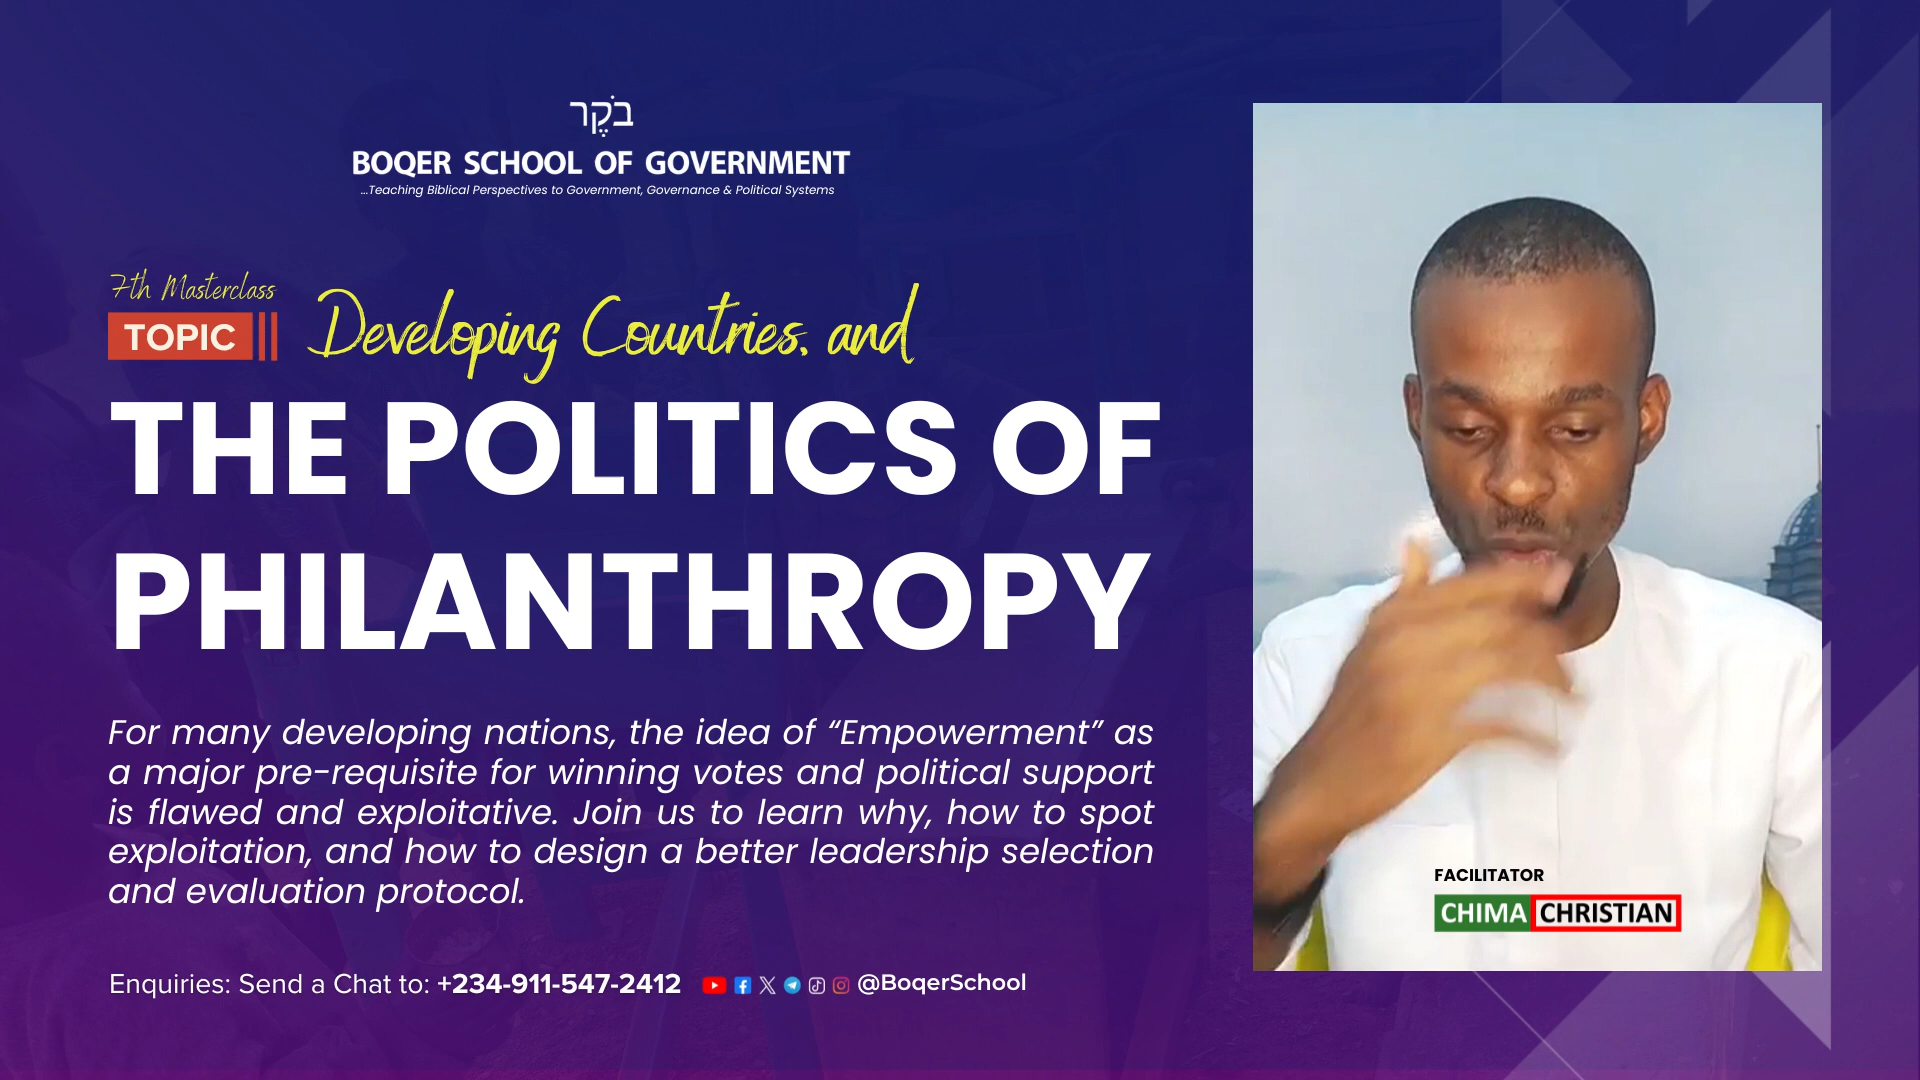 בֹּקֶר
BOQER SCHOOL OF GOVERNMENT
...Teaching Biblical Perspectives to Government, Governance & Political Systems
7th Masterclass
TOPIC
Developing Countries, and
THE POLITICS OF
PHILANTHROPY
For many developing nations, the idea of “Empowerment” as
a major pre-requisite for winning votes and political support
is flawed and exploitative. Join us to learn why, how to spot
exploitation, and how to design a better leadership selection
and evaluation protocol.
Enquiries: Send a Chat to: +234-911-547-2412 @BoqerSchool
FACILITATOR
CHIMA CHRISTIAN